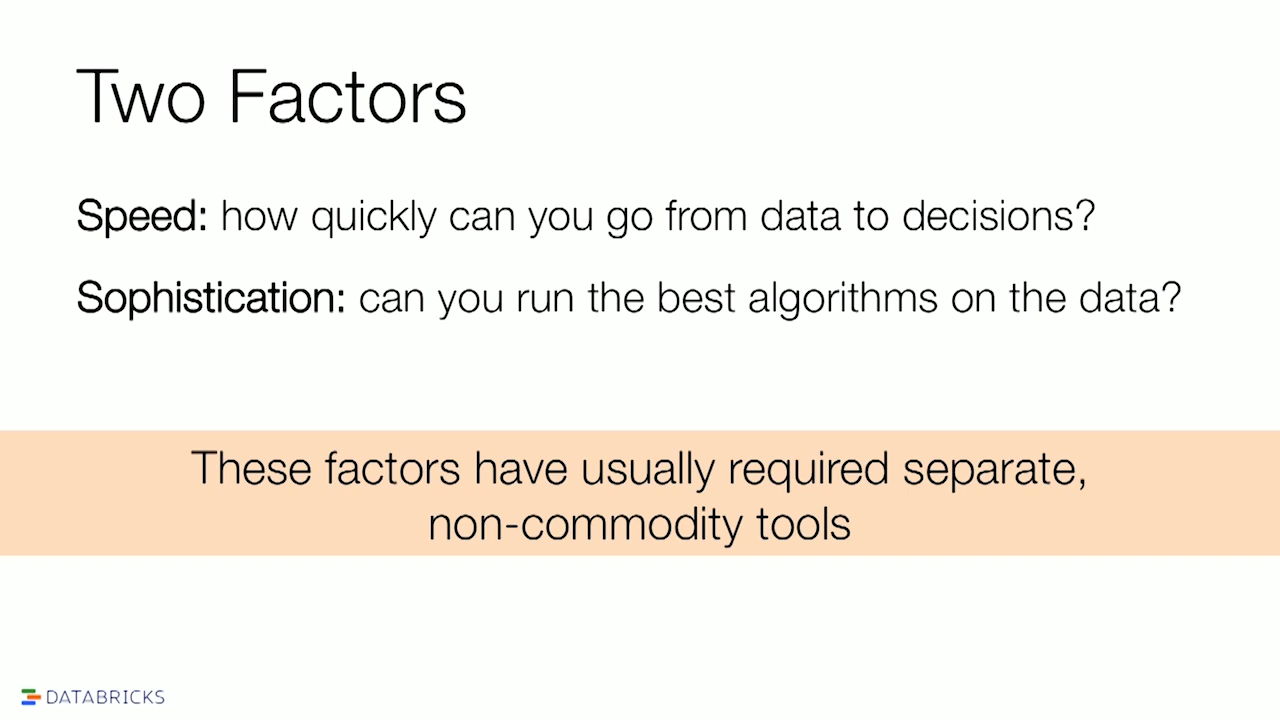 Two Factors
Speed: how quickly can you go from data to decisions?
Sophistication: can you run the best algorithms on the data?
These factors have usually required separate,
non-commodity tools
DATABRICKS